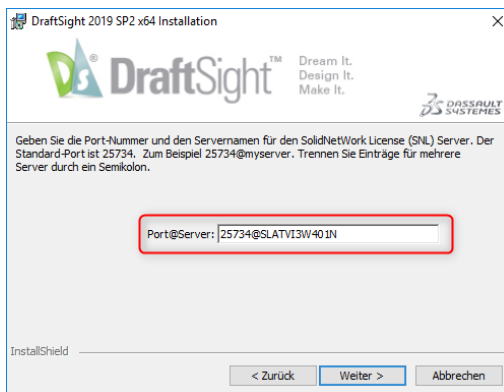 DraftSight 2019 SP2 x64 Installation
DraftSight™
Dream It.
Design It.
Make It.
DASSAULT
SYSTEMES
Geben Sie die Port-Nummer und den Servernamen für den SolidNetWork License (SNL) Server. Der
Standard-Port ist 25734. Zum Beispiel 25734@myserver. Trennen Sie Einträge für mehrere
Server durch ein Semikolon.
Port@Server: 25734@SLATVI3W401N
InstallShield
< Zurück Weiter > Abbrechen